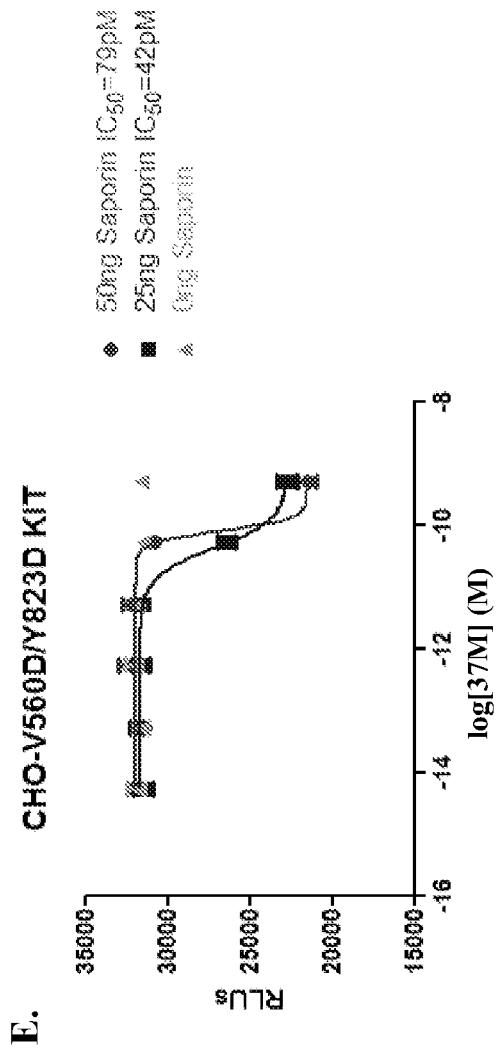 E.
CHO-V560D/Y823D KIT
35000
30000
25000
20000
15000
RLUs
-16
-14
-12
-10
-8
log[37M] (M)
50ng Saporin IC50=79pM
25ng Saporin IC50=42pM
0ng Saporin